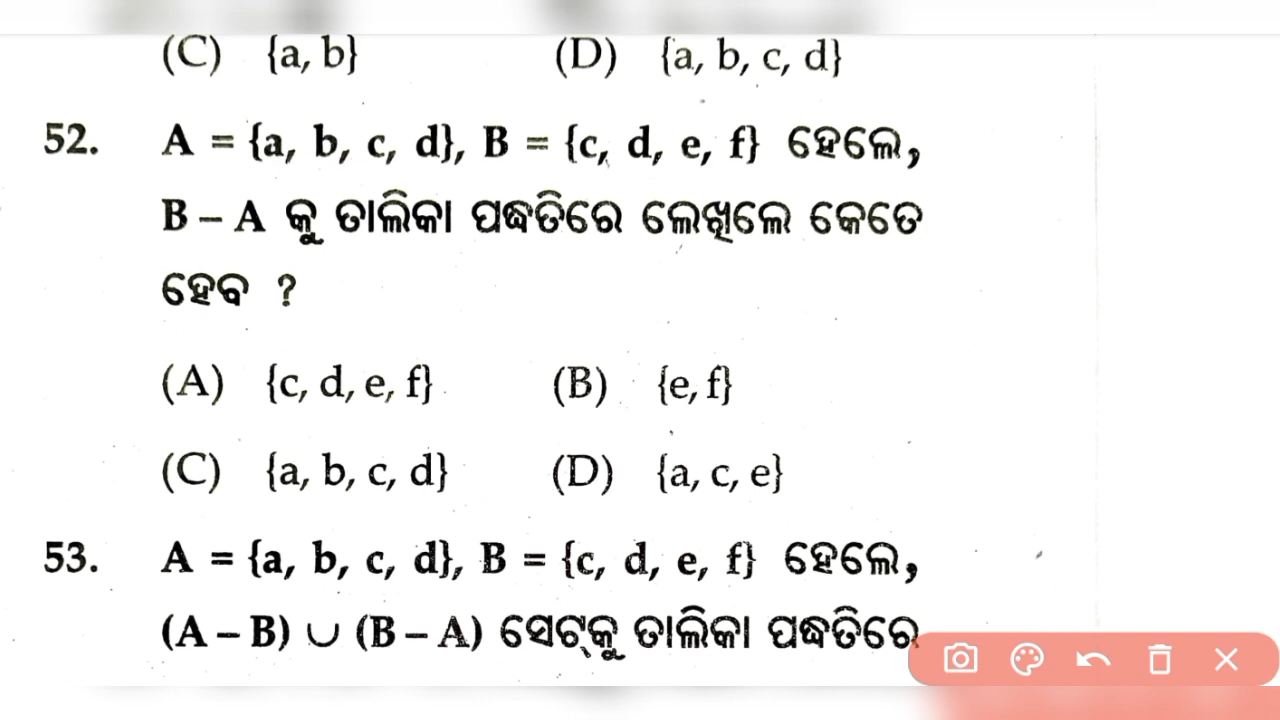 (C) {a, b} (D) {a, b, c, d}
52. A = {a, b, c, d}, B = {c, d, e, f} ହେଲେ,
B – A କୁ ତାଲିକା ପଦ୍ଧତିରେ ଲେଖିଲେ କେତେ
ହେବ ?
(A) {c, d, e, f} (B) {e, f}
(C) {a, b, c, d} (D) {a, c, e}
53. A = {a, b, c, d}, B = {c, d, e, f} ହେଲେ,
(A – B) ∪ (B – A) ସେଟ୍‌କୁ ତାଲିକା ପଦ୍ଧତିରେ